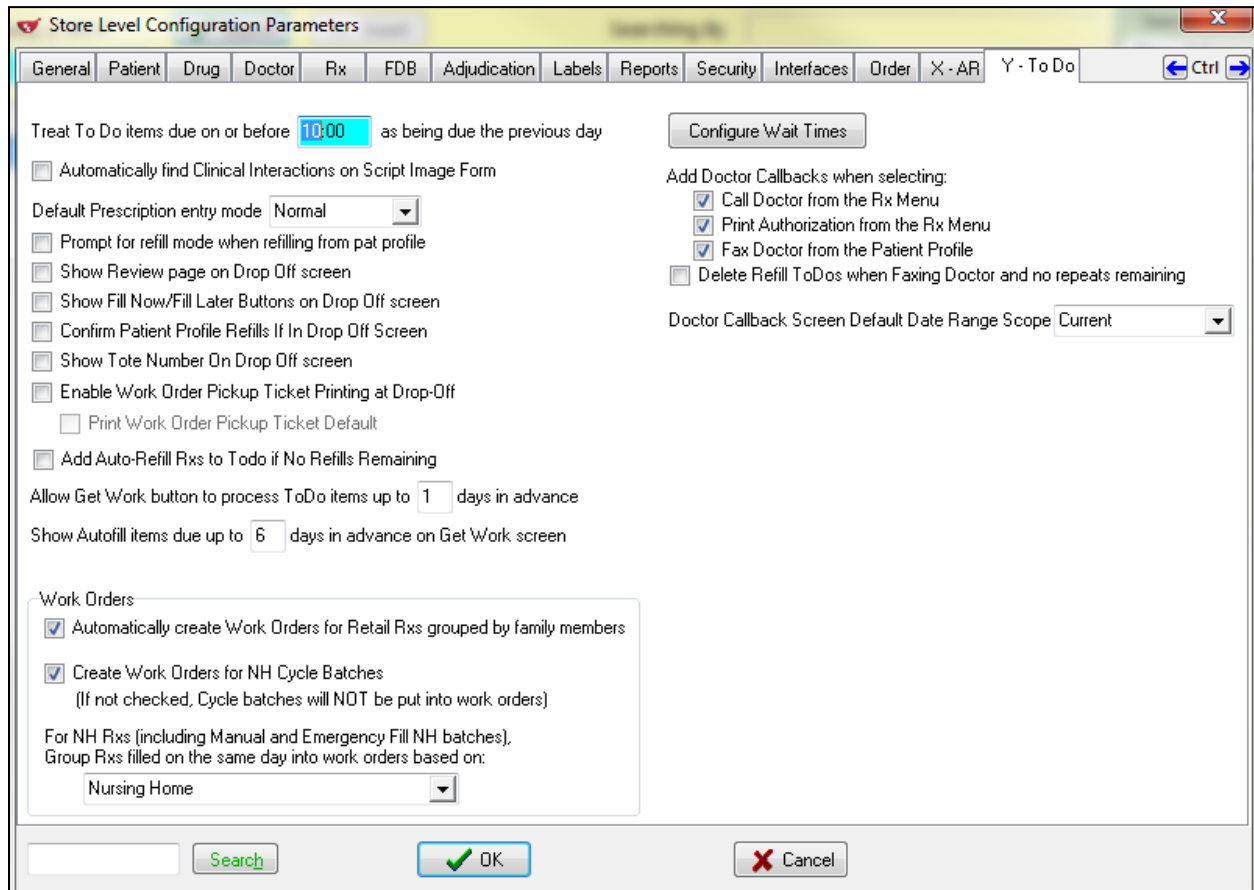 Store Level Configuration Parameters
General Patient Drug Doctor Rx FDB Adjudication Labels Reports Security Interfaces Order X - AR Y - To Do Ctrl
Treat To Do items due on or before 10:00 as being due the previous day
Automatically find Clinical Interactions on Script Image Form
Default Prescription entry mode Normal
Prompt for refill mode when refilling from pat profile
Show Review page on Drop Off screen
Show Fill Now/Fill Later Buttons on Drop Off screen
Confirm Patient Profile Refills If In Drop Off Screen
Show Tote Number On Drop Off screen
Enable Work Order Pickup Ticket Printing at Drop-Off
Print Work Order Pickup Ticket Default
Add Auto-Refill Rxs to Todo if No Refills Remaining
Allow Get Work button to process ToDo items up to 1 days in advance
Show Autofill items due up to 6 days in advance on Get Work screen
Work Orders
Automatically create Work Orders for Retail Rxs grouped by family members
Create Work Orders for NH Cycle Batches
(If not checked, Cycle batches will NOT be put into work orders)
For NH Rxs (including Manual and Emergency Fill NH batches),
Group Rxs filled on the same day into work orders based on:
Nursing Home
Configure Wait Times
Add Doctor Callbacks when selecting:
Call Doctor from the Rx Menu
Print Authorization from the Rx Menu
Fax Doctor from the Patient Profile
Delete Refill ToDos when Faxing Doctor and no repeats remaining
Doctor Callback Screen Default Date Range Scope Current
Search OK Cancel